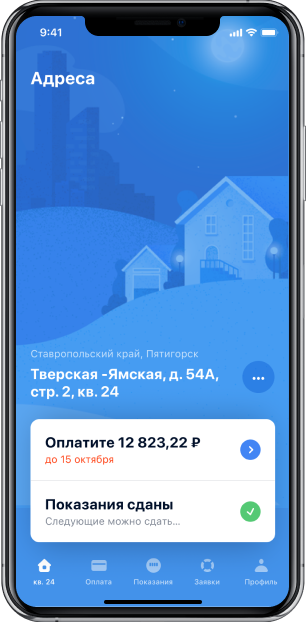 9:41
Адреса
Ставропольский край, Пятигорск
Тверская -Ямская, д. 54А,
стр. 2, кв. 24
Оплатите 12 823,22 ₽
до 15 октября
Показания сданы
Следующие можно сдать...
кв. 24 Оплата Показания Заявки Профиль